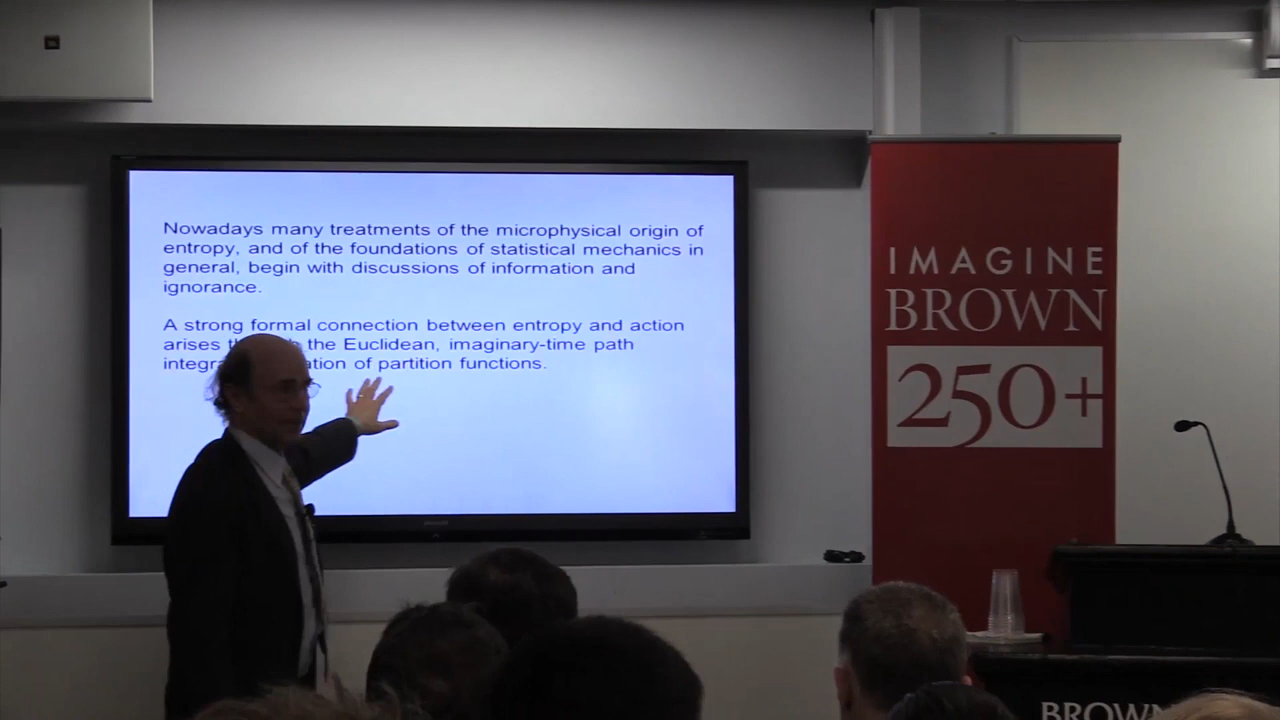 Nowadays many treatments of the microphysical origin of
entropy, and of the foundations of statistical mechanics in
general, begin with discussions of information and
ignorance.
A strong formal connection between entropy and action
arises the Euclidean, imaginary-time path
of partition functions.
IMAGINE
BROWN
250+
BROWN